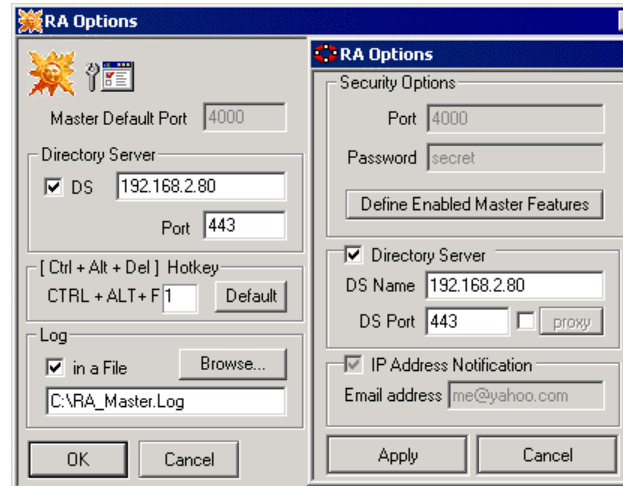 RA Options
Master Default Port 4000
Directory Server
DS 192.168.2.80
Port 443
[ Ctrl + Alt + Del ] Hotkey
CTRL + ALT + F 1 Default
Log
in a File Browse...
C:\RA_Master.Log
OK Cancel
RA Options
Security Options
Port 4000
Password secret
Define Enabled Master Features
Directory Server
DS Name 192.168.2.80
DS Port 443 proxy
IP Address Notification
Email address me@yahoo.com
Apply Cancel